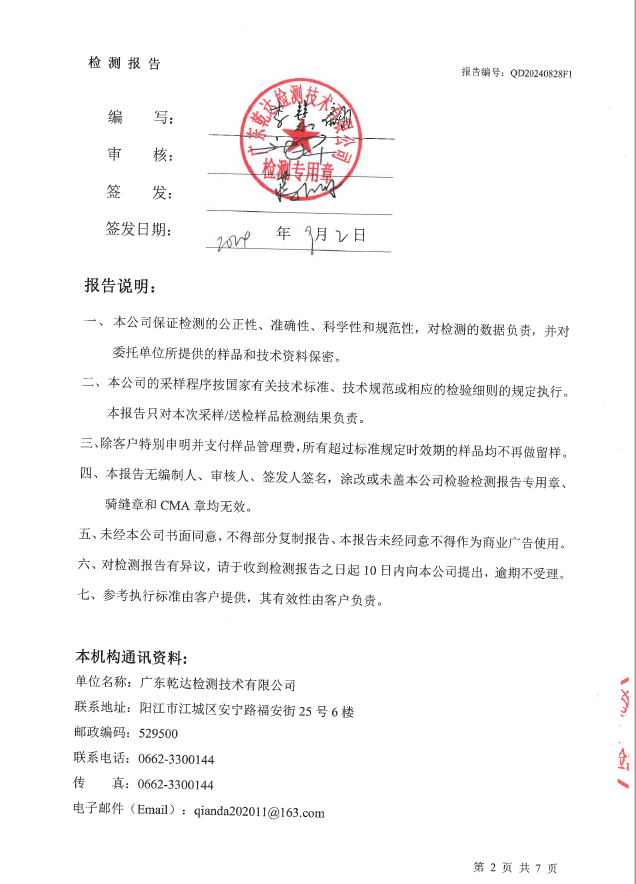 检测报告
报告编号：QD20240828F1
广东乾达检测技术有限公司
检测专用章
编 写：
审 核：
签 发：
签发日期： 2024 年 9 月 2 日
报告说明：
一、本公司保证检测的公正性、准确性、科学性和规范性，对检测的数据负责，并对
委托单位所提供的样品和技术资料保密。
二、本公司的采样程序按国家有关技术标准、技术规范或相应的检验细则的规定执行。
本报告只对本次采样/送检样品检测结果负责。
三、除客户特别申明并支付样品管理费，所有超过标准规定时效期的样品均不再做留样。
四、本报告无编制人、审核人、签发人签名，涂改或未盖本公司检验检测报告专用章、
骑缝章和 CMA 章均无效。
五、未经本公司书面同意，不得部分复制报告、本报告未经同意不得作为商业广告使用。
六、对检测报告有异议，请于收到检测报告之日起 10 日内向本公司提出，逾期不受理。
七、参考执行标准由客户提供，其有效性由客户负责。
本机构通讯资料:
单位名称：广东乾达检测技术有限公司
联系地址：阳江市江城区安宁路福安街 25 号 6 楼
邮政编码：529500
联系电话：0662-3300144
传 真：0662-3300144
电子邮件（Email）：qianda202011@163.com
第 2 页 共 7 页